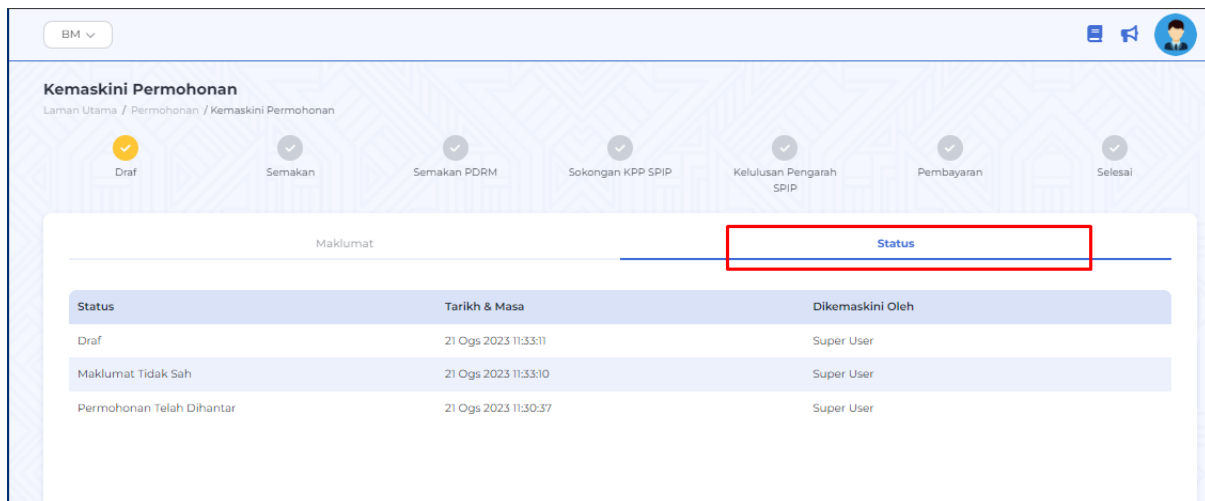 BM
Kemaskini Permohonan
Laman Utama / Permohonan / Kemaskini Permohonan
Draf
Semakan
Semakan PDRM
Sokongan KPP SPIP
Kelulusan Pengarah
SPIP
Pembayaran
Selesai
Maklumat
Status
Status Tarikh & Masa Dikemaskini Oleh
Draf 21 Ogs 2023 11:33:11 Super User
Maklumat Tidak Sah 21 Ogs 2023 11:33:10 Super User
Permohonan Telah Dihantar 21 Ogs 2023 11:30:37 Super User